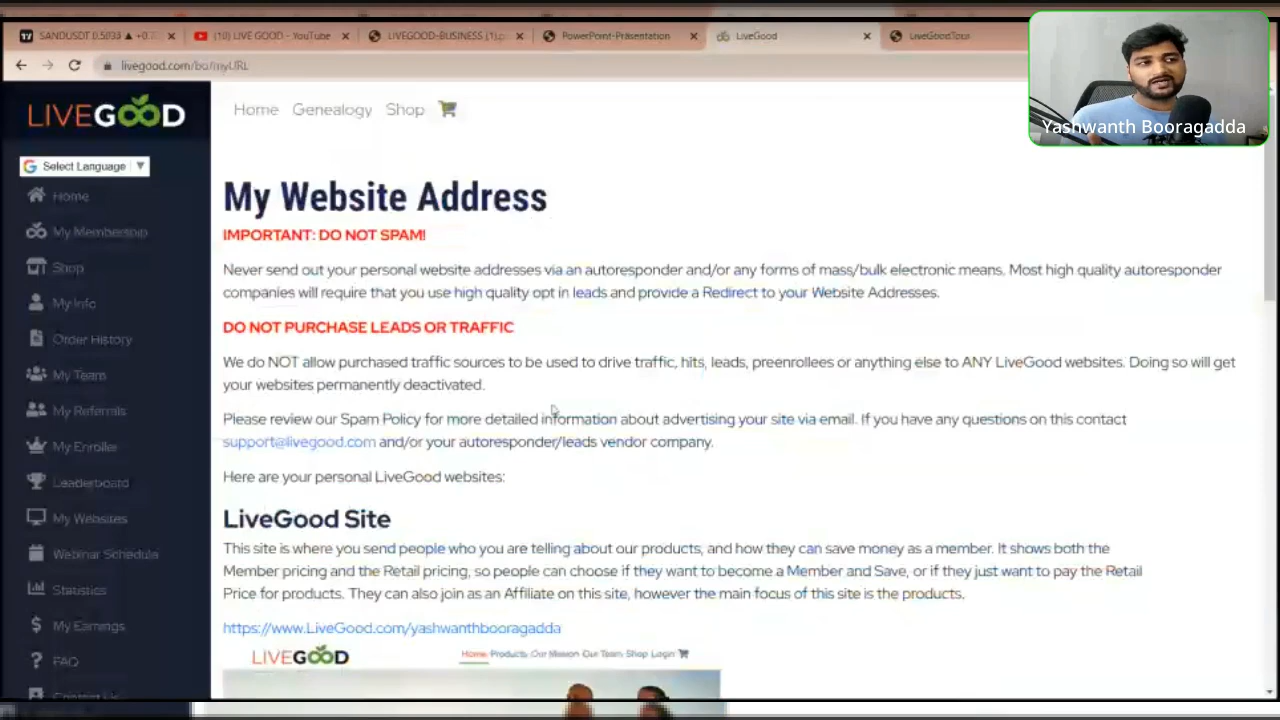 SANDUSDT 0.5033 ▲ +0.
(10) LIVE GOOD - YouTube
LIVEGOOD-BUSINESS (1).p
PowerPoint-Präsentation
LiveGood
LiveGoodTour
livegood.com/bo/myURL
Yashwanth Booragadda
LIVEGOOD
Home Genealogy Shop
Select Language ▼
Home
My Membership
Shop
My Info
Order History
My Team
My Referrals
My Enroller
Leaderboard
My Websites
Webinar Schedule
Statistics
My Earnings
FAQ
Contact Us
My Website Address
IMPORTANT: DO NOT SPAM!
Never send out your personal website addresses via an autoresponder and/or any forms of mass/bulk electronic means. Most high quality autoresponder
companies will require that you use high quality opt in leads and provide a Redirect to your Website Addresses.
DO NOT PURCHASE LEADS OR TRAFFIC
We do NOT allow purchased traffic sources to be used to drive traffic, hits, leads, preenrollees or anything else to ANY LiveGood websites. Doing so will get
your websites permanently deactivated.
Please review our Spam Policy for more detailed information about advertising your site via email. If you have any questions on this contact
support@livegood.com and/or your autoresponder/leads vendor company.
Here are your personal LiveGood websites:
LiveGood Site
This site is where you send people who you are telling about our products, and how they can save money as a member. It shows both the
Member pricing and the Retail pricing, so people can choose if they want to become a Member and Save, or if they just want to pay the Retail
Price for products. They can also join as an Affiliate on this site, however the main focus of this site is the products.
https://www.LiveGood.com/yashwanthbooragadda
LIVEGOOD
Home Products Our Mission Our Team Shop Login